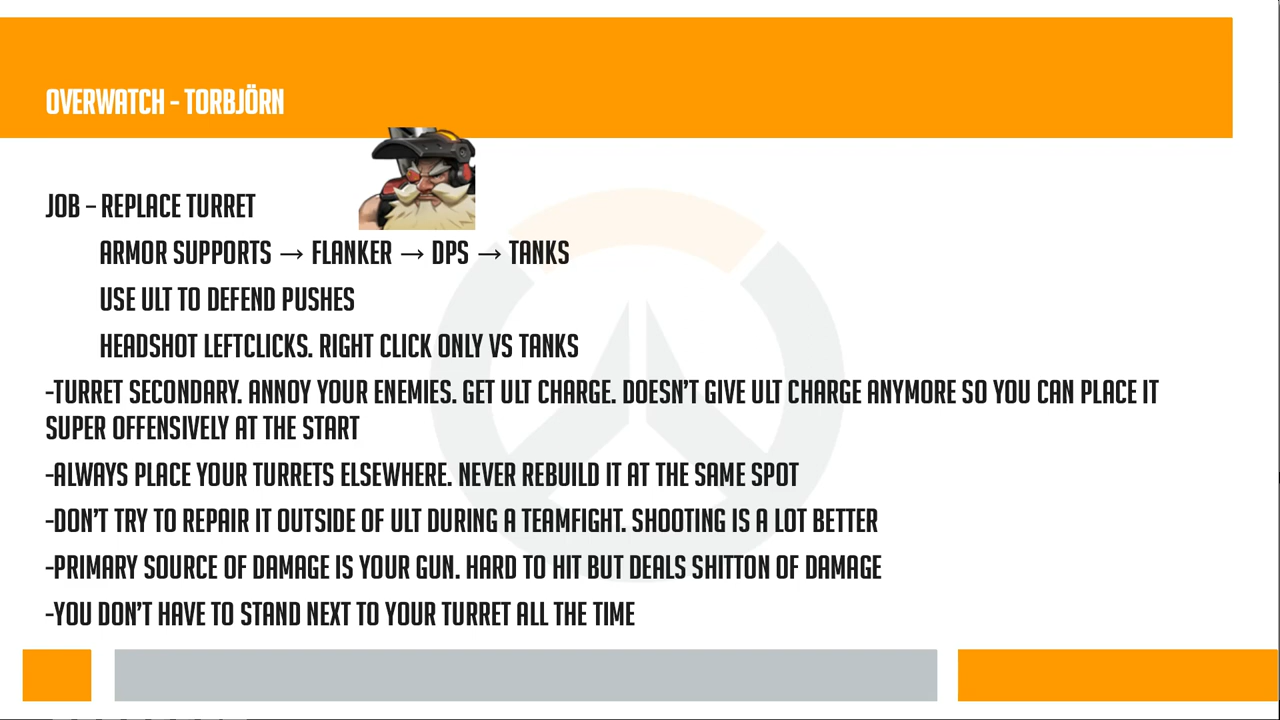 OVERWATCH - TORBJÖRN
JOB – REPLACE TURRET
ARMOR SUPPORTS → FLANKER → DPS → TANKS
USE ULT TO DEFEND PUSHES
HEADSHOT LEFTCLICKS. RIGHT CLICK ONLY VS TANKS
-TURRET SECONDARY. ANNOY YOUR ENEMIES. GET ULT CHARGE. DOESN'T GIVE ULT CHARGE ANYMORE SO YOU CAN PLACE IT
SUPER OFFENSIVELY AT THE START
-ALWAYS PLACE YOUR TURRETS ELSEWHERE. NEVER REBUILD IT AT THE SAME SPOT
-DON'T TRY TO REPAIR IT OUTSIDE OF ULT DURING A TEAMFIGHT. SHOOTING IS A LOT BETTER
-PRIMARY SOURCE OF DAMAGE IS YOUR GUN. HARD TO HIT BUT DEALS SHITTON OF DAMAGE
-YOU DON'T HAVE TO STAND NEXT TO YOUR TURRET ALL THE TIME